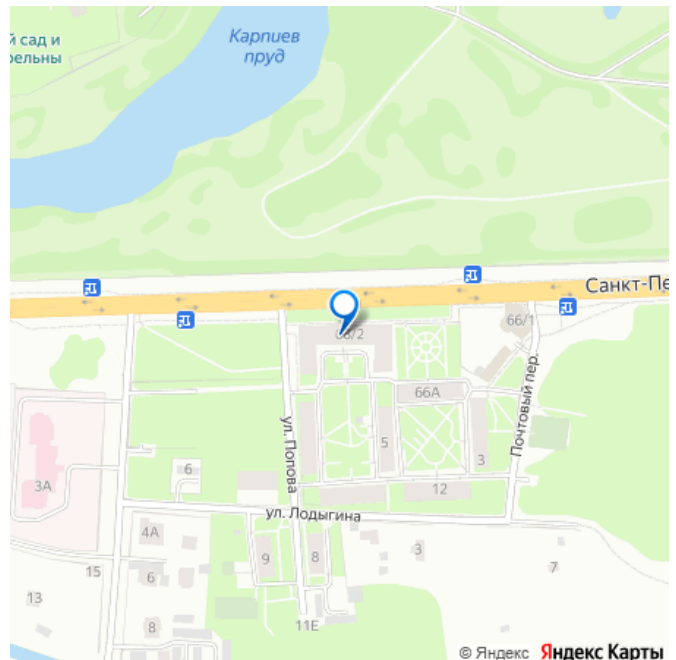 Карпиев
пруд
й сад и
рельны
Санкт-Пе
66/1
66/2
66А
Почтовый пер.
ул. Попова
5
3
6
3А
12
ул. Лодыгина
4А
9
8
3
15
6
7
13
8
11Е
© Яндекс Яндекс Карты